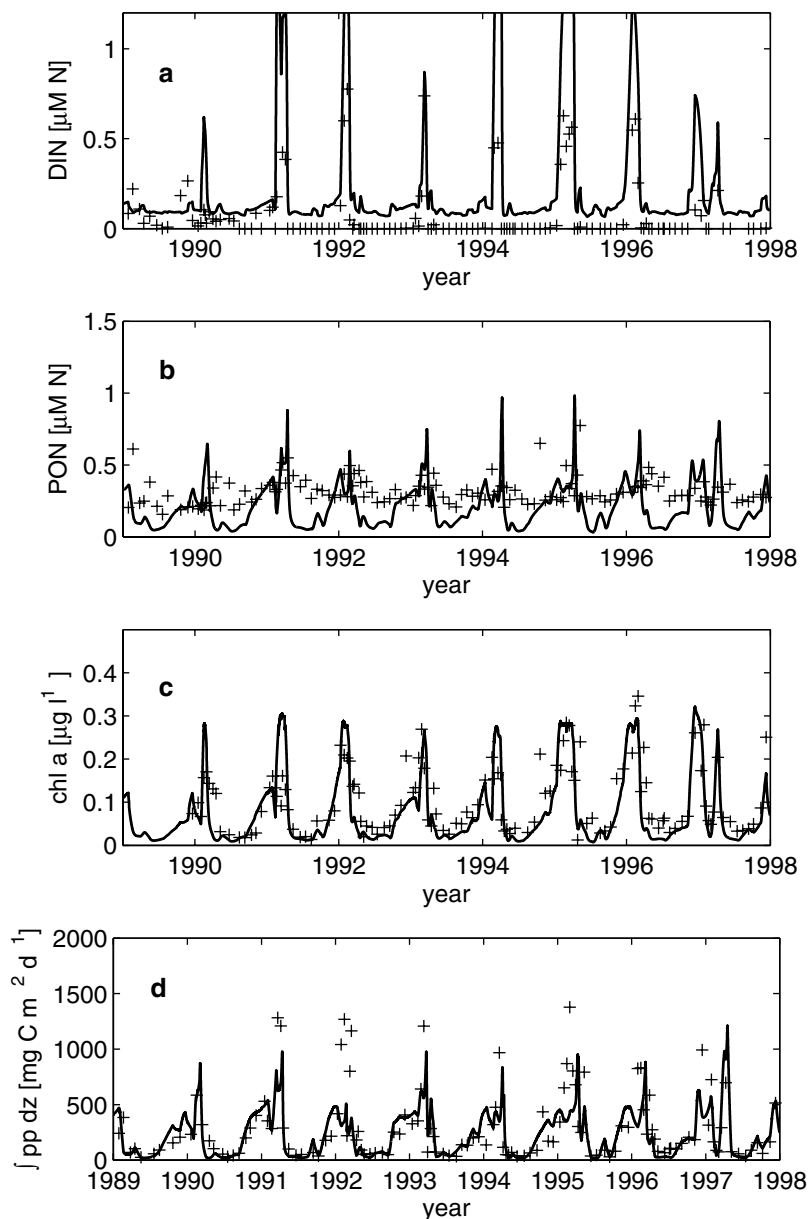 1
a
DIN [μM N]
0.5
0
1990 1992 1994 1996 1998
year
1.5
b
1
PON [μM N]
0.5
0
1990 1992 1994 1996 1998
year
0.4
c
0.3
chl a [μg l¹ ]
0.2
0.1
0
1990 1992 1994 1996 1998
year
2000
d
1500
∫ pp dz [mg C m ² d ¹]
1000
500
0
1989 1990 1991 1992 1993 1994 1995 1996 1997 1998
year